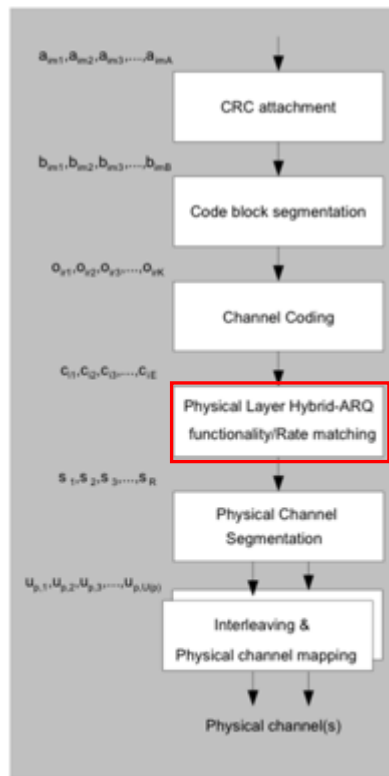 a_im1,a_im2,a_im3,...,a_imA
CRC attachment
b_im1,b_im2,b_im3,...,b_imB
Code block segmentation
o_ir1,o_ir2,o_ir3,...,o_irK
Channel Coding
c_i1,c_i2,c_i3,...,c_iE
Physical Layer Hybrid-ARQ
functionality/Rate matching
s_1,s_2,s_3,...,s_R
Physical Channel
Segmentation
u_p,1,u_p,2,u_p,3,...,u_p,U(p)
Interleaving &
Physical channel mapping
Physical channel(s)